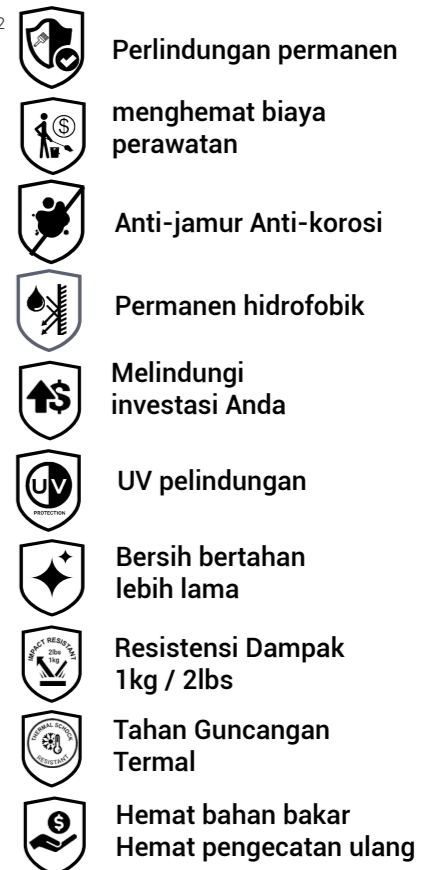 2
Perlindungan permanen
menghemat biaya
perawatan
Anti-jamur Anti-korosi
Permanen hidrofobik
Melindungi
investasi Anda
UV
PROTECTION
UV pelindungan
Bersih bertahan
lebih lama
IMPACT RESISTANT
2lbs
1kg
Resistensi Dampak
1kg / 2lbs
THERMAL SCHOCK
RESISTANT
Tahan Guncangan
Termal
Hemat bahan bakar
Hemat pengecatan ulang